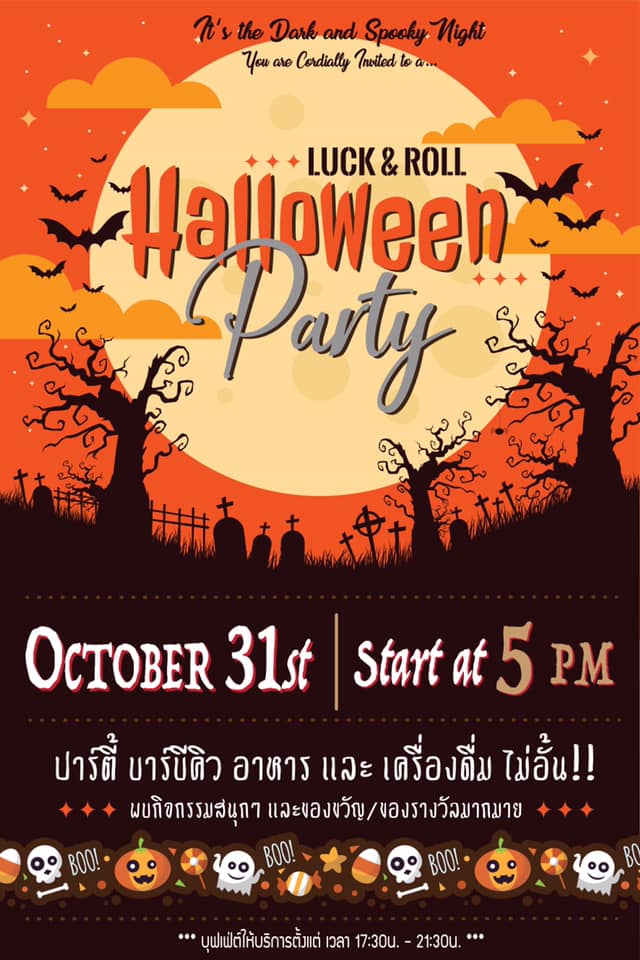 It's the Dark and Spooky Night
You are Cordially Invited to a...
LUCK & ROLL
Halloween
Party
OCTOBER 31st
Start at 5 PM
ปาร์ตี้ บาร์บีคิว อาหาร และ เครื่องดื่ม ไม่อั้น!!
พบกิจกรรมสนุกๆ และของขวัญ/ของรางวัลมากมาย
BOO! BOO! BOO! BOO!
*** บุฟเฟ่ต์ให้บริการตั้งแต่ เวลา 17:30น. - 21:30น. ***